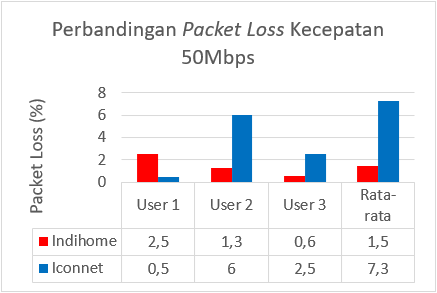 Perbandingan Packet Loss Kecepatan
50Mbps
Packet Loss (%)
8
6
4
2
0
User 1 User 2 User 3 Rata-
rata
Indihome 2,5 1,3 0,6 1,5
Iconnet 0,5 6 2,5 7,3